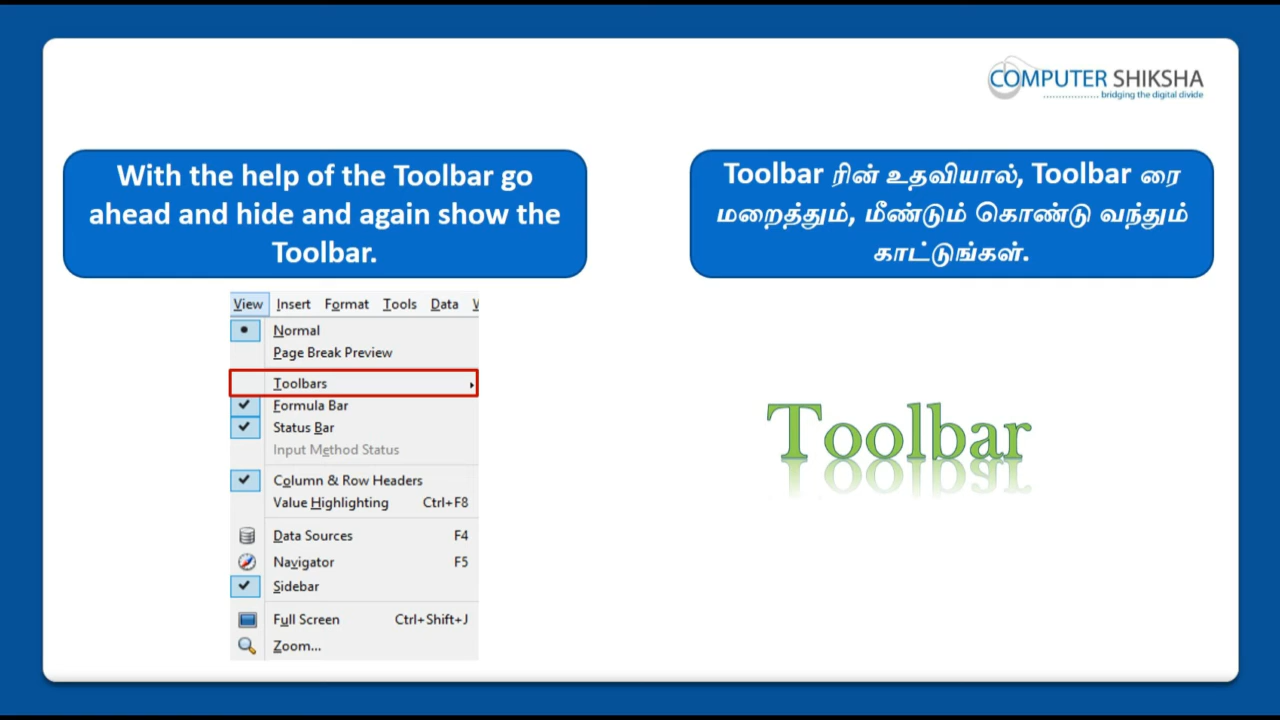 COMPUTER SHIKSHA
bridging the digital divide
With the help of the Toolbar go
ahead and hide and again show the
Toolbar.
Toolbar ரின் உதவியால், Toolbar ரை
மறைத்தும், மீண்டும் கொண்டு வந்தும்
காட்டுங்கள்.
View Insert Format Tools Data
Normal
Page Break Preview
Toolbars
Formula Bar
Status Bar
Input Method Status
Column & Row Headers
Value Highlighting Ctrl+F8
Data Sources F4
Navigator F5
Sidebar
Full Screen Ctrl+Shift+J
Zoom...
Toolbar